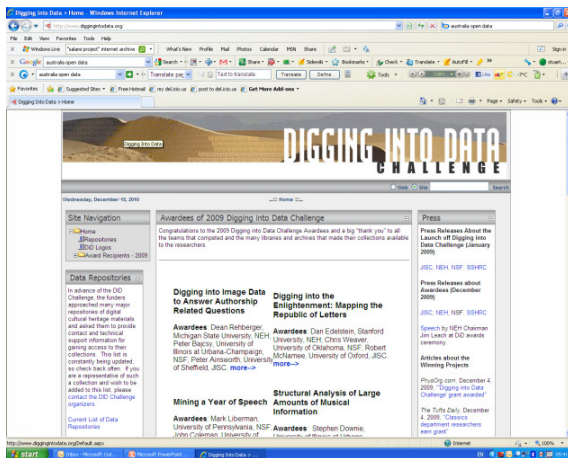 Digging Into Data > Home - Windows Internet Explorer
http://www.diggingintodata.org/
australia open data
File Edit View Favorites Tools Help
Windows Live "salami project" internet archive What's New Profile Mail Photos Calendar MSN Share Sign in
Google australia open data Search Share Sidewiki Bookmarks Check Translate AutoFill
australia open data Translate pag Text to translate Translate Define Tools
Favorites Suggested Sites Free Hotmail my del.icio.us post to del.icio.us Get More Add-ons
Digging Into Data > Home Page Safety Tools
Digging Into Data
DIGGING INTO DATA
CHALLENGE
Web Site Search
Wednesday, December 15, 2010
..:: Home ::..
Site Navigation
Home
Repositories
DiD Logos
Award Recipients - 2009
Data Repositories
In advance of the DiD
Challenge, the funders
approached many major
repositories of digital
cultural heritage materials
and asked them to provide
contact and technical
support information for
gaining access to their
collections. This list is
constantly being updated,
so check back often. If you
are a representative of such
a collection and wish to be
added to this list, please
contact the DiD Challenge
organizers.
Current List of Data
Repositories
Awardees of 2009 Digging into Data Challenge
Congratulations to the 2009 Digging into Data Challenge Awardees and a big "thank you" to all
the teams that competed and the many libraries and archives that made their collections available
to the researchers.
Digging into Image Data
to Answer Authorship
Related Questions
Awardees: Dean Rehberger,
Michigan State University, NEH;
Peter Bajcsy, University of
Illinois at Urbana-Champaign,
NSF; Peter Ainsworth, University
of Sheffield, JISC. more-->
Digging into the
Enlightenment: Mapping the
Republic of Letters
Awardees: Dan Edelstein, Stanford
University, NEH; Chris Weaver,
University of Oklahoma, NSF; Robert
McNamee, University of Oxford, JISC.
more-->
Mining a Year of Speech
Awardees: Mark Liberman,
University of Pennsylvania, NSF;
John Coleman, University of
Structural Analysis of Large
Amounts of Musical
Information
Awardees: Stephen Downie,
University of Illinois at Urbana-
Press
Press Releases About the
Launch off Digging into
Data Challenge (January
2009)
JISC, NEH, NSF, SSHRC
Press Releases about
Awardees (December
2009)
JISC, NEH, NSF, SSHRC
Speech by NEH Chairman
Jim Leach at DiD awards
ceremony
Articles about the
Winning Projects
PhysOrg.com, December 4,
2009, "'Digging into Data
Challenge' grant awarded"
The Tufts Daily, December
4, 2009, "Classics
department researchers
earn grant"
http://www.diggingintodata.org/Default.aspx
Internet 100%
start Inbox - Microsoft Out... Microsoft PowerPoint ... Digging Into Data > ... EN